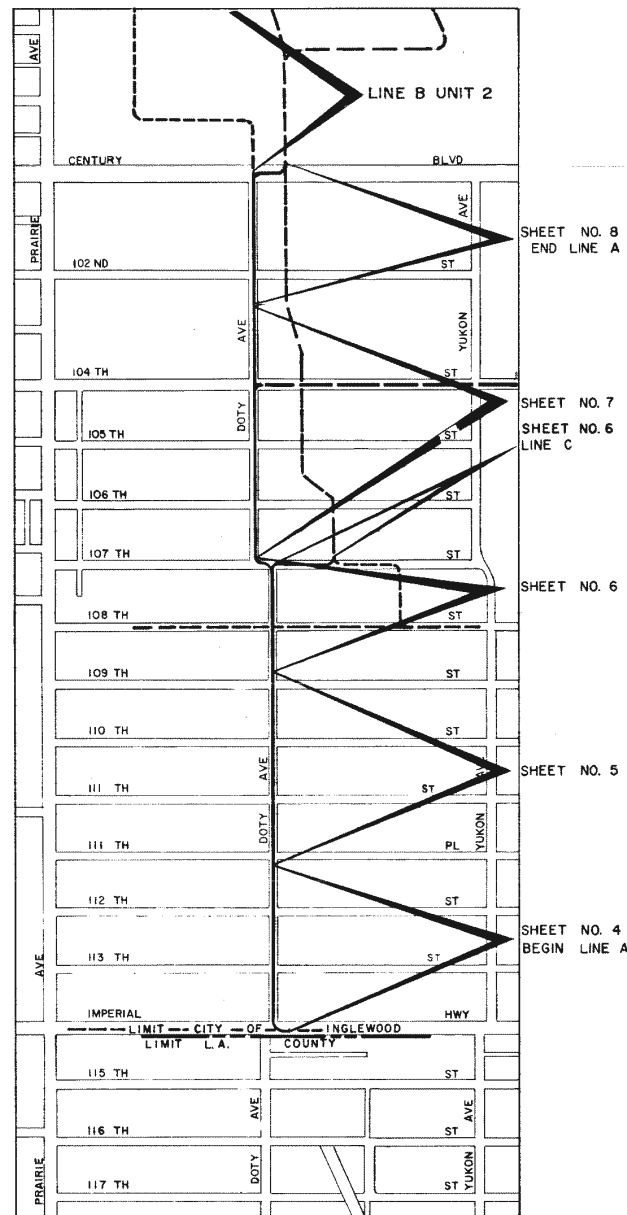 AVE
LINE B UNIT 2
CENTURY BLVD
PRAIRIE
AVE
SHEET NO. 8
END LINE A
102 ND ST
AVE
YUKON
104 TH ST
DOTY
SHEET NO. 7
105 TH ST
SHEET NO. 6
LINE C
106 TH ST
107 TH ST
SHEET NO. 6
108 TH ST
109 TH ST
110 TH ST
AVE
AVE
SHEET NO. 5
111 TH ST
DOTY
YUKON
111 TH PL
112 TH ST
SHEET NO. 4
BEGIN LINE A
113 TH ST
AVE
IMPERIAL HWY
LIMIT CITY OF INGLEWOOD
LIMIT L.A. COUNTY
115 TH ST
AVE
AVE
116 TH ST
DOTY
YUKON
PRAIRIE
117 TH ST